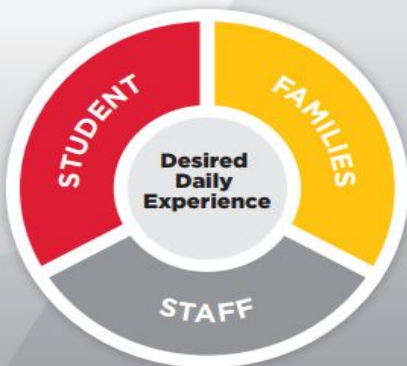 STUDENT
FAMILIES
Desired
Daily
Experience
STAFF